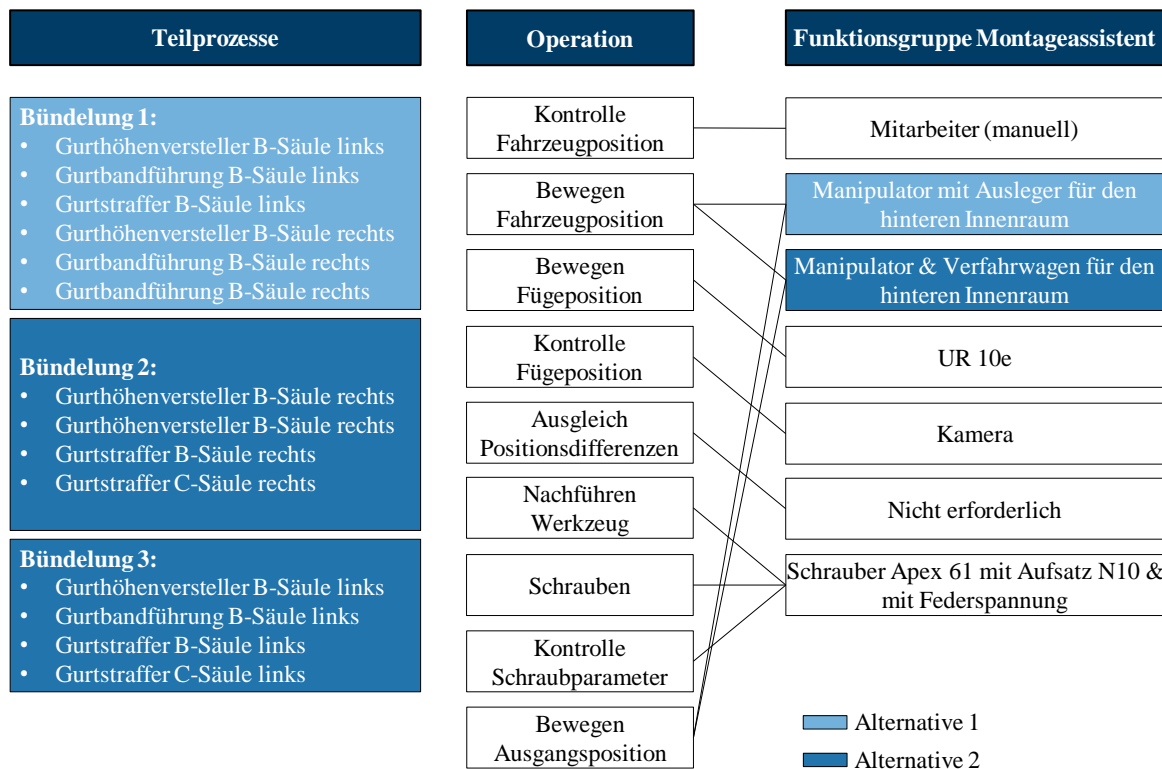 Teilprozesse
Bündelung 1:
• Gurthöhenversteller B-Säule links
• Gurtbandführung B-Säule links
• Gurtstraffer B-Säule links
• Gurthöhenversteller B-Säule rechts
• Gurtbandführung B-Säule rechts
• Gurtbandführung B-Säule rechts
Bündelung 2:
• Gurthöhenversteller B-Säule rechts
• Gurthöhenversteller B-Säule rechts
• Gurtstraffer B-Säule rechts
• Gurtstraffer C-Säule rechts
Bündelung 3:
• Gurthöhenversteller B-Säule links
• Gurtbandführung B-Säule links
• Gurtstraffer B-Säule links
• Gurtstraffer C-Säule links
Operation
Kontrolle
Fahrzeugposition
Bewegen
Fahrzeugposition
Bewegen
Fügeposition
Kontrolle
Fügeposition
Ausgleich
Positionsdifferenzen
Nachführen
Werkzeug
Schrauben
Kontrolle
Schraubparameter
Bewegen
Ausgangsposition
Funktionsgruppe Montageassistent
Mitarbeiter (manuell)
Manipulator mit Ausleger für den
hinteren Innenraum
Manipulator & Verfahrwagen für den
hinteren Innenraum
UR 10e
Kamera
Nicht erforderlich
Schrauber Apex 61 mit Aufsatz N10 &
mit Federspannung
Alternative 1
Alternative 2